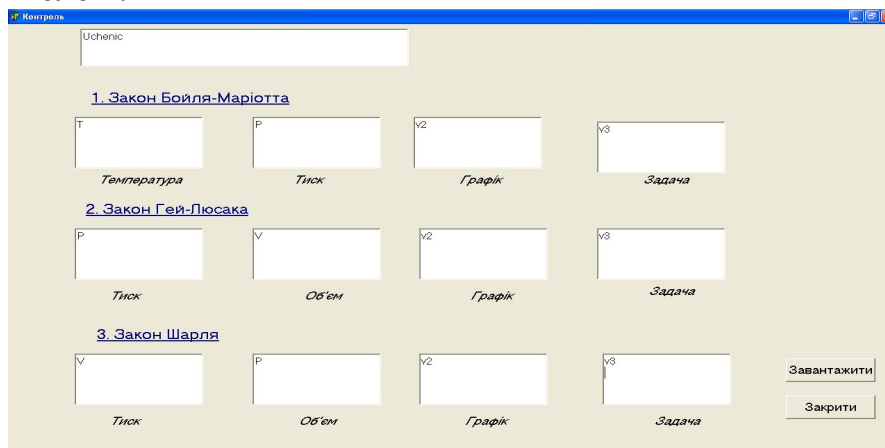 Контроль
Uchenic
1. Закон Бойля-Маріотта
T P v2 v3
Температура Тиск Графік Задача
2. Закон Гей-Люсака
P V v2 v3
Тиск Об'єм Графік Задача
3. Закон Шарля
V P v2 v3
Завантажити
Закрити
Тиск Об'єм Графік Задача